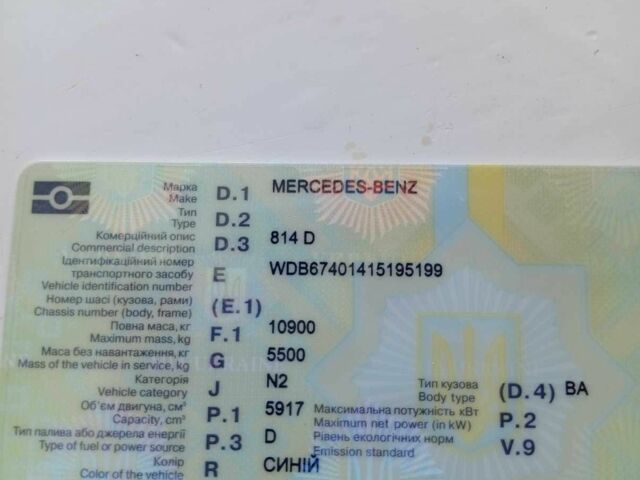 Марка
Make D.1 MERCEDES-BENZ
Тип
Type D.2
Комерційний опис
Commercial description D.3 814 D
Ідентифікаційний номер
транспортного засобу
Vehicle identification number E WDB67401415195199
Номер шасі (кузова, рами)
Chassis number (body, frame) (E.1)
Повна маса, кг
Maximum mass, kg F.1 10900
Маса без навантаження, кг
Mass of the vehicle in service, kg G 5500
Категорія
Vehicle category J N2
Тип кузова
Body type (D.4) BA
Об'єм двигуна, см³
Capacity, cm³ P.1 5917
Максимальна потужність кВт
Maximum net power (in kW) P.2
Тип палива або джерела енергії
Type of fuel or power source P.3 D
Рівень екологічних норм
Emission standard V.9
Колір
Color of the vehicle R СИНІЙ